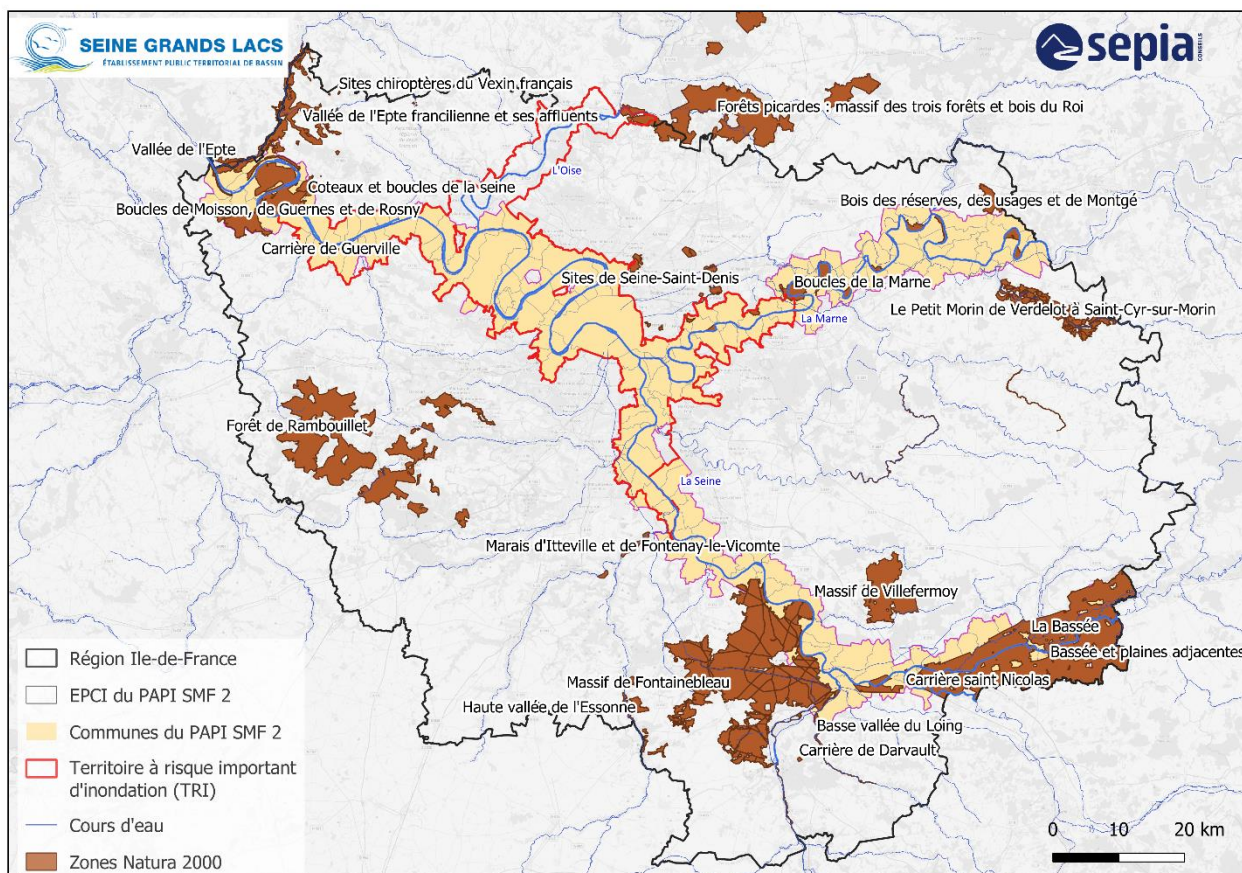 SEINE GRANDS LACS
ÉTABLISSEMENT PUBLIC TERRITORIAL DE BASSIN
sepia
CONSEILS
Sites chiroptères du Vexin français
Vallée de l'Epte francilienne et ses affluents
Forêts picardes : massif des trois forêts et bois du Roi
Vallée de l'Epte
L'Oise
Coteaux et boucles de la seine
Bois des réserves, des usages et de Montgé
Boucles de Moisson, de Guernes et de Rosny
Carrière de Guerville
Sites de Seine-Saint-Denis
Boucles de la Marne
Le Petit Morin de Verdelot à Saint-Cyr-sur-Morin
La Marne
Forêt de Rambouillet
La Seine
Marais d'Itteville et de Fontenay-le-Vicomte
Massif de Villefermoy
La Bassée
Bassée et plaines adjacentes
Massif de Fontainebleau
Carrière saint Nicolas
Haute vallée de l'Essonne
Basse vallée du Loing
Carrière de Darvault
Région Ile-de-France
EPCI du PAPI SMF 2
Communes du PAPI SMF 2
Territoire à risque important
d'inondation (TRI)
Cours d'eau
Zones Natura 2000
0 10 20 km